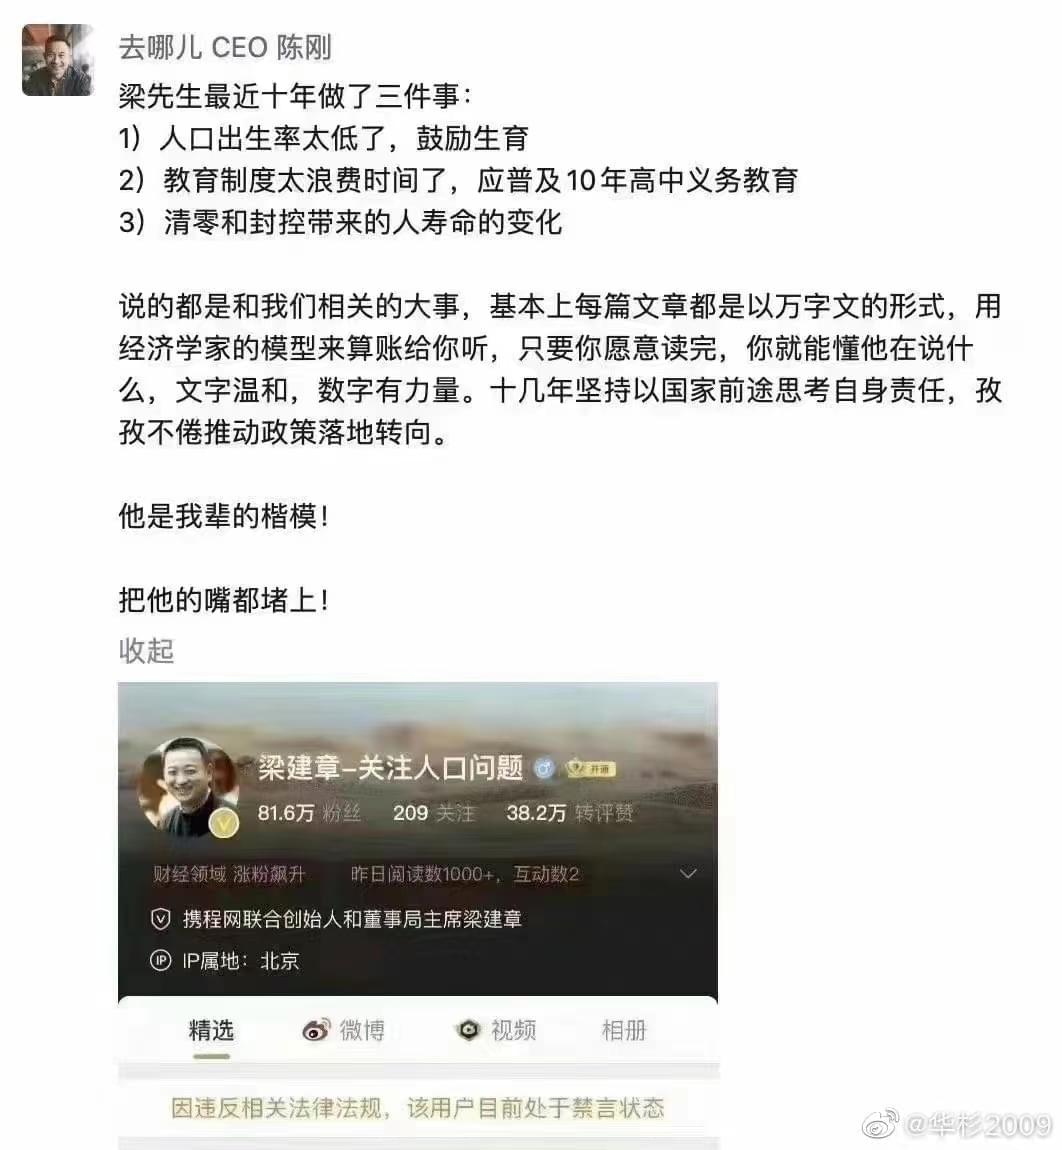 去哪儿 CEO 陈刚
梁先生最近十年做了三件事：
1）人口出生率太低了，鼓励生育
2）教育制度太浪费时间了，应普及10年高中义务教育
3）清零和封控带来的人寿命的变化
说的都是和我们相关的大事，基本上每篇文章都是以万字文的形式，用
经济学家的模型来算账给你听，只要你愿意读完，你就能懂他在说什
么，文字温和，数字有力量。十几年坚持以国家前途思考自身责任，孜
孜不倦推动政策落地转向。
他是我辈的楷模！
把他的嘴都堵上！
收起
梁建章-关注人口问题 开通
81.6万 粉丝 209 关注 38.2万 转评赞
财经领域 涨粉飙升 昨日阅读数1000+，互动数2
携程网联合创始人和董事局主席梁建章
IP属地：北京
精选 微博 视频 相册
因违反相关法律法规，该用户目前处于禁言状态
@华杉2009